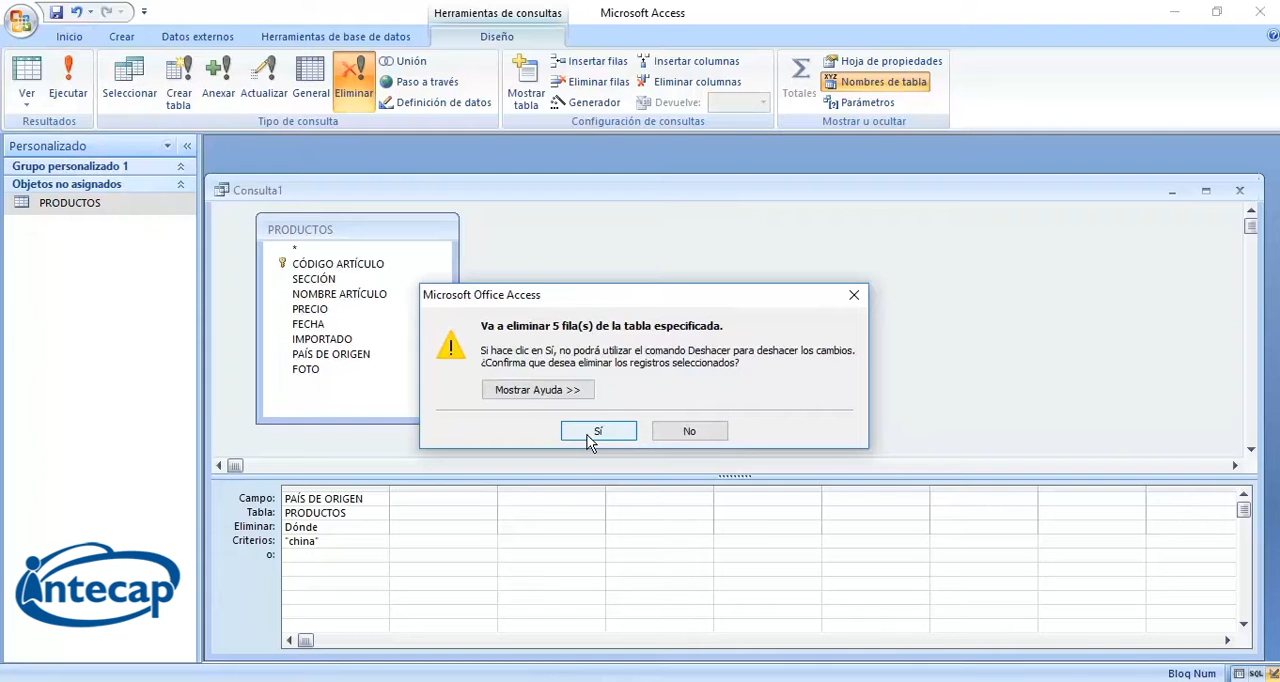 Herramientas de consultas
Microsoft Access
Inicio
Crear
Datos externos
Herramientas de base de datos
Diseño
Ver
Ejecutar
Resultados
Seleccionar
Crear
tabla
Anexar
Actualizar
General
Eliminar
Unión
Paso a través
Definición de datos
Tipo de consulta
Mostrar
tabla
Insertar filas
Eliminar filas
Generador
Insertar columnas
Eliminar columnas
Devuelve:
Configuración de consultas
Totales
Hoja de propiedades
XYZ Nombres de tabla
Parámetros
Mostrar u ocultar
Personalizado
Grupo personalizado 1
Objetos no asignados
PRODUCTOS
Consulta1
PRODUCTOS
*
CÓDIGO ARTÍCULO
SECCIÓN
NOMBRE ARTÍCULO
PRECIO
FECHA
IMPORTADO
PAÍS DE ORIGEN
FOTO
Microsoft Office Access
Va a eliminar 5 fila(s) de la tabla especificada.
Si hace clic en Sí, no podrá utilizar el comando Deshacer para deshacer los cambios.
¿Confirma que desea eliminar los registros seleccionados?
Mostrar Ayuda >>
Sí
No
Campo: PAÍS DE ORIGEN
Tabla: PRODUCTOS
Eliminar: Dónde
Criterios: "china"
o:
intecap
Bloq Num
SQL